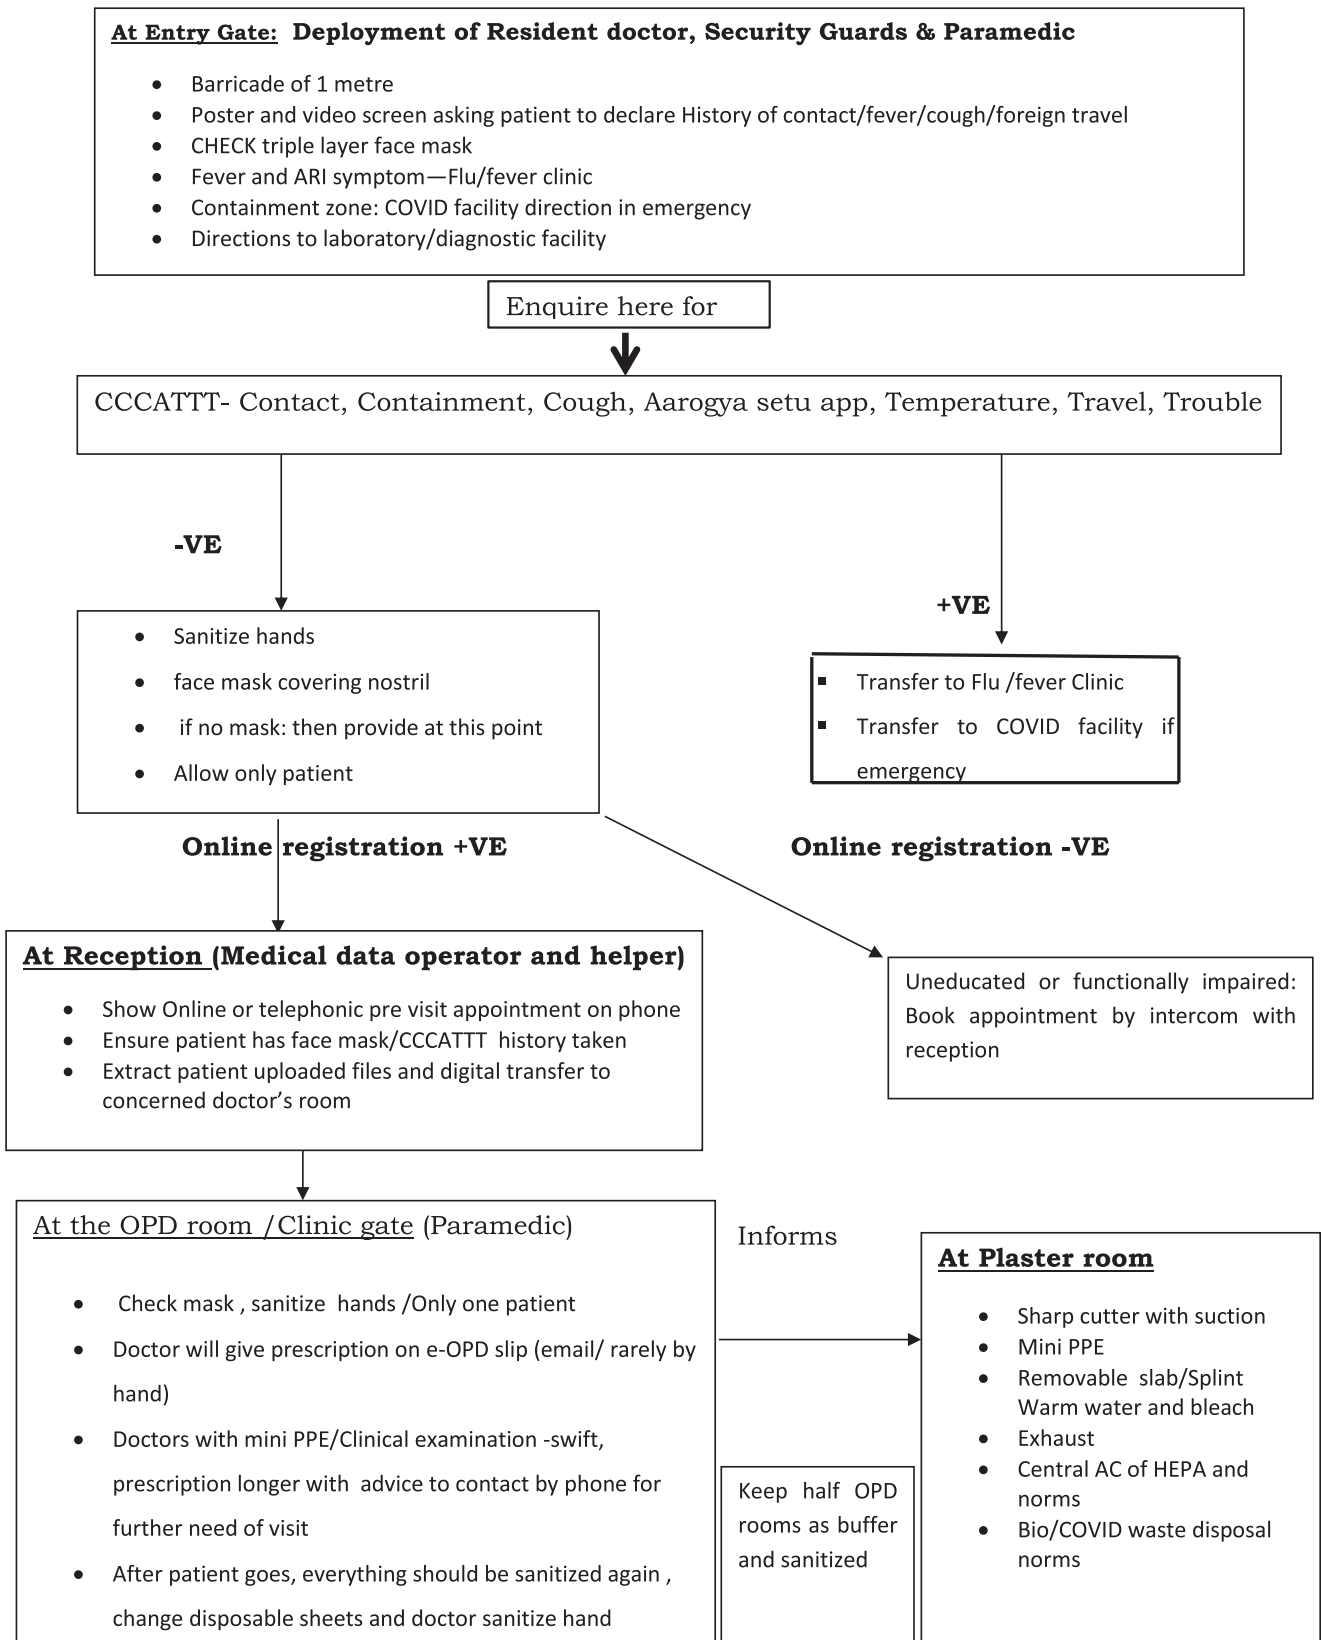 At Entry Gate: Deployment of Resident doctor, Security Guards & Paramedic
• Barricade of 1 metre
• Poster and video screen asking patient to declare History of contact/fever/cough/foreign travel
• CHECK triple layer face mask
• Fever and ARI symptom—Flu/fever clinic
• Containment zone: COVID facility direction in emergency
• Directions to laboratory/diagnostic facility
Enquire here for
CCCATTT- Contact, Containment, Cough, Aarogya setu app, Temperature, Travel, Trouble
-VE
+VE
• Sanitize hands
• face mask covering nostril
• if no mask: then provide at this point
• Allow only patient
▪ Transfer to Flu /fever Clinic
▪ Transfer to COVID facility if
emergency
Online registration +VE
Online registration -VE
At Reception (Medical data operator and helper)
• Show Online or telephonic pre visit appointment on phone
• Ensure patient has face mask/CCCATTT history taken
• Extract patient uploaded files and digital transfer to
concerned doctor's room
Uneducated or functionally impaired:
Book appointment by intercom with
reception
At the OPD room /Clinic gate (Paramedic)
• Check mask , sanitize hands /Only one patient
• Doctor will give prescription on e-OPD slip (email/ rarely by
hand)
• Doctors with mini PPE/Clinical examination -swift,
prescription longer with advice to contact by phone for
further need of visit
• After patient goes, everything should be sanitized again ,
change disposable sheets and doctor sanitize hand
Informs
Keep half OPD
rooms as buffer
and sanitized
At Plaster room
• Sharp cutter with suction
• Mini PPE
• Removable slab/Splint
Warm water and bleach
• Exhaust
• Central AC of HEPA and
norms
• Bio/COVID waste disposal
norms